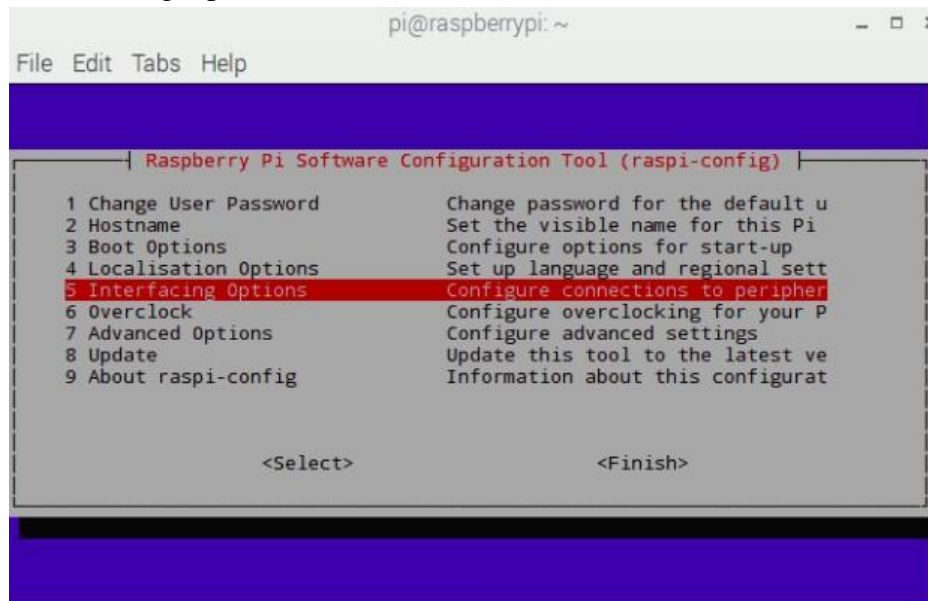 pi@raspberrypi: ~
File Edit Tabs Help
Raspberry Pi Software Configuration Tool (raspi-config)
1 Change User Password Change password for the default u
2 Hostname Set the visible name for this Pi
3 Boot Options Configure options for start-up
4 Localisation Options Set up language and regional sett
5 Interfacing Options Configure connections to peripher
6 Overclock Configure overclocking for your P
7 Advanced Options Configure advanced settings
8 Update Update this tool to the latest ve
9 About raspi-config Information about this configurat
<Select> <Finish>